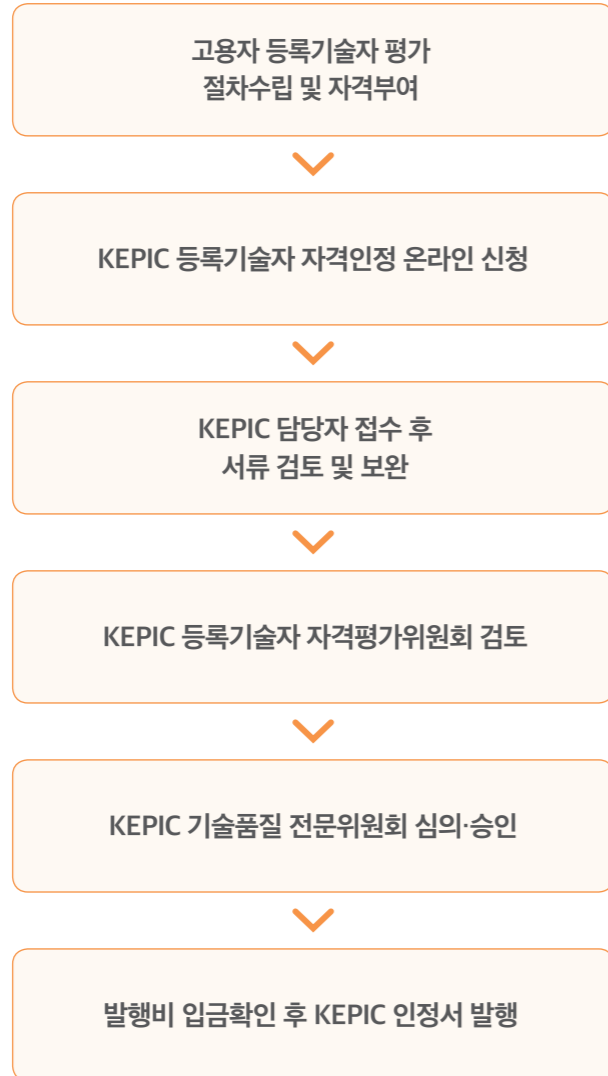 고용자 등록기술자 평가
절차수립 및 자격부여
KEPIC 등록기술자 자격인정 온라인 신청
KEPIC 담당자 접수 후
서류 검토 및 보완
KEPIC 등록기술자 자격평가위원회 검토
KEPIC 기술품질 전문위원회 심의·승인
발행비 입금확인 후 KEPIC 인정서 발행